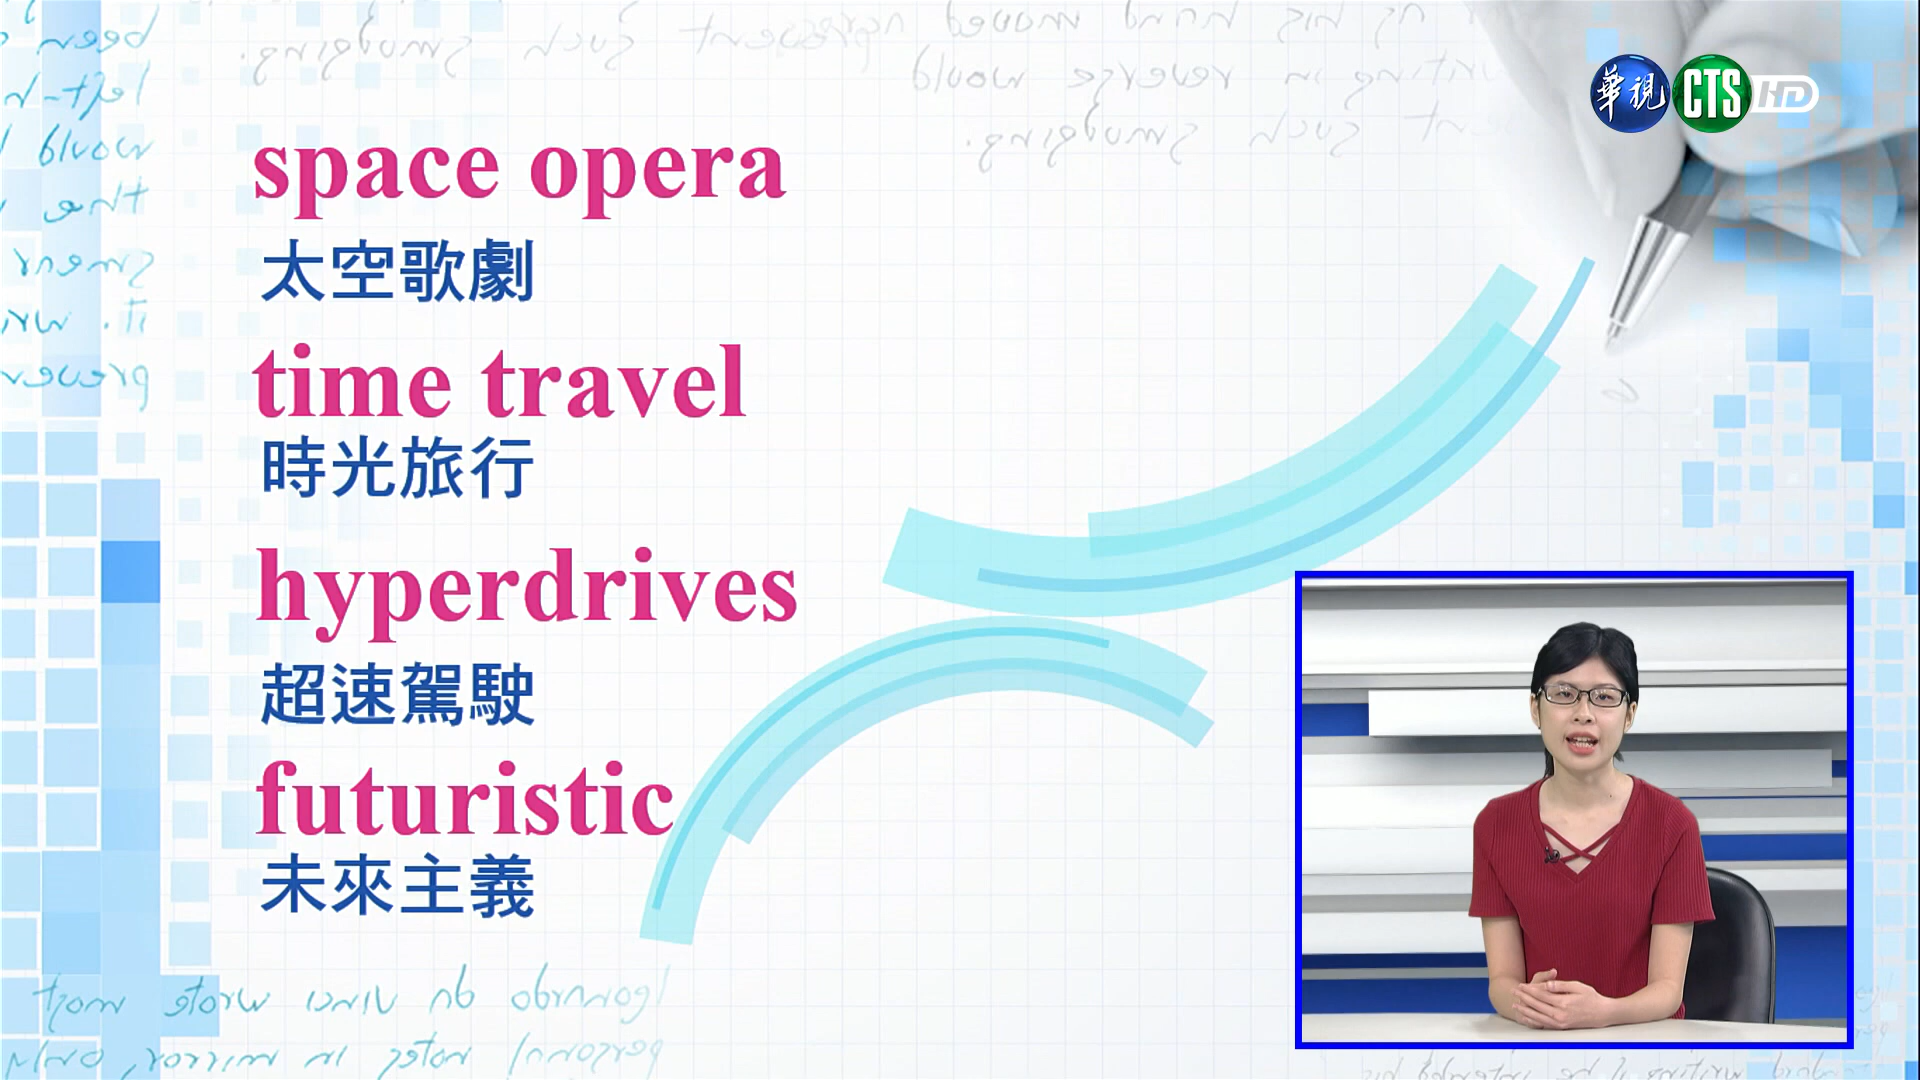 華視 CTS HD
space opera
太空歌劇
time travel
時光旅行
hyperdrives
超速駕駛
futuristic
未來主義